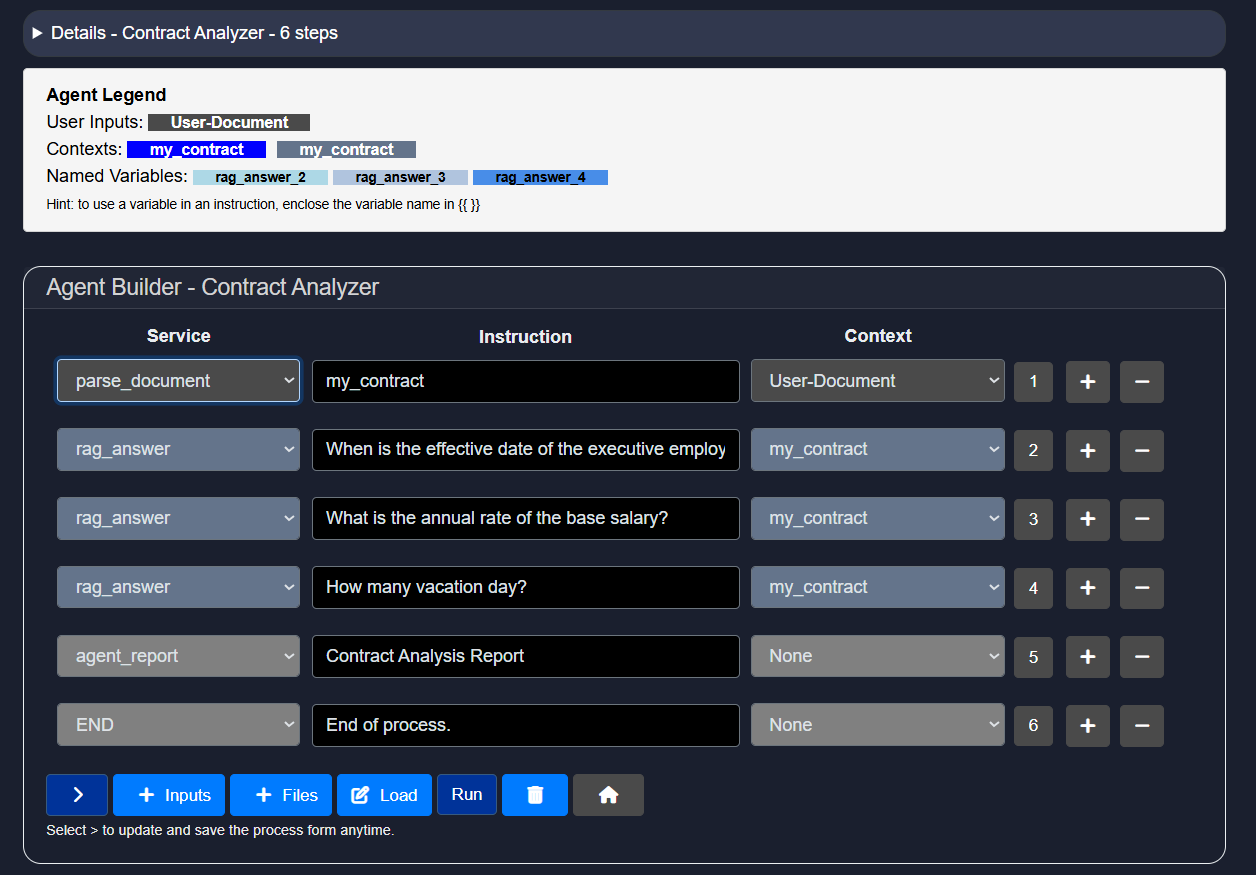 Details - Contract Analyzer - 6 steps
Agent Legend
User Inputs: User-Document
Contexts: my_contract my_contract
Named Variables: rag_answer_2 rag_answer_3 rag_answer_4
Hint: to use a variable in an instruction, enclose the variable name in {{ }}
Agent Builder - Contract Analyzer
Service Instruction Context
parse_document my_contract User-Document 1 + −
rag_answer When is the effective date of the executive employ my_contract 2 + −
rag_answer What is the annual rate of the base salary? my_contract 3 + −
rag_answer How many vacation day? my_contract 4 + −
agent_report Contract Analysis Report None 5 + −
END End of process. None 6 + −
> + Inputs + Files Load Run
Select > to update and save the process form anytime.